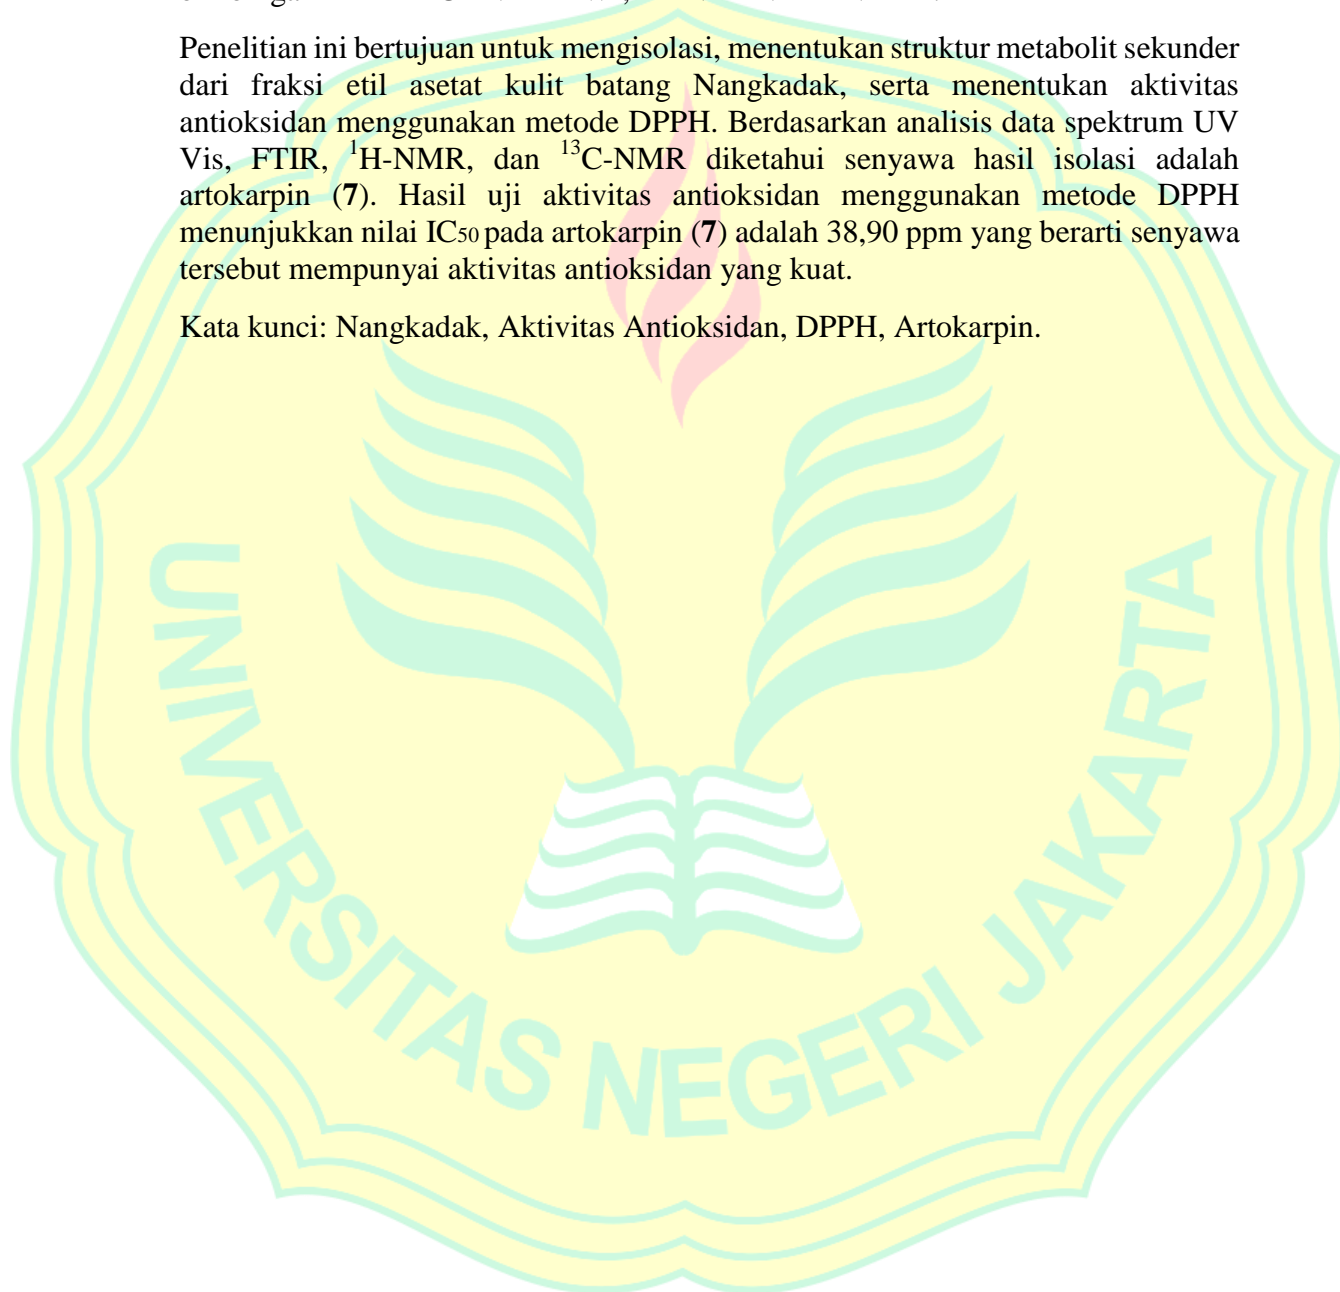 Penelitian ini bertujuan untuk mengisolasi, menentukan struktur metabolit sekunder
dari fraksi etil asetat kulit batang Nangkadak, serta menentukan aktivitas
antioksidan menggunakan metode DPPH. Berdasarkan analisis data spektrum UV
Vis, FTIR, ¹H-NMR, dan ¹³C-NMR diketahui senyawa hasil isolasi adalah
artokarpin (7). Hasil uji aktivitas antioksidan menggunakan metode DPPH
menunjukkan nilai IC₅₀ pada artokarpin (7) adalah 38,90 ppm yang berarti senyawa
tersebut mempunyai aktivitas antioksidan yang kuat.
Kata kunci: Nangkadak, Aktivitas Antioksidan, DPPH, Artokarpin.
UNIVERSITAS NEGERI JAKARTA